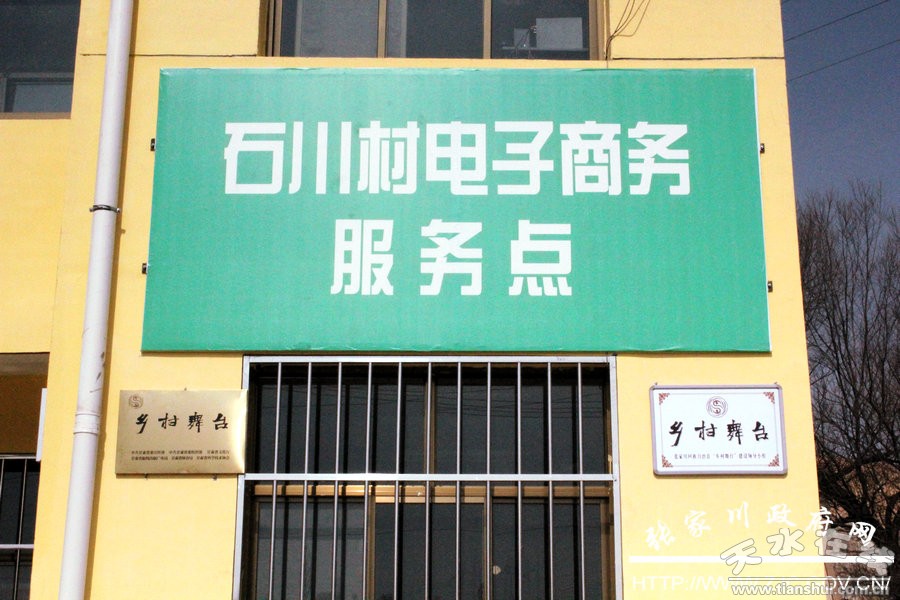 石川村电子商务
服务点
乡村舞台
乡村舞台
张家川政府网
天水在线
www.tianshui.com.cn